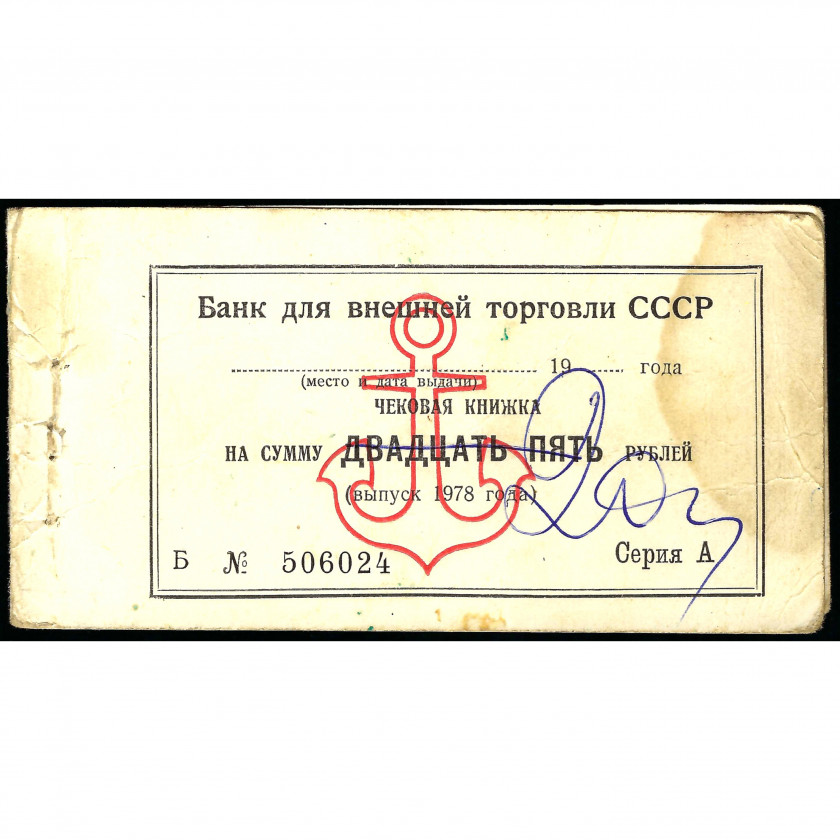 Банк для внешней торговли СССР
19 года
(место и дата выдачи)
ЧЕКОВАЯ КНИЖКА
НА СУММУ ДВАДЦАТЬ ПЯТЬ РУБЛЕЙ
(выпуск 1978 года)
Б № 506024 Серия А